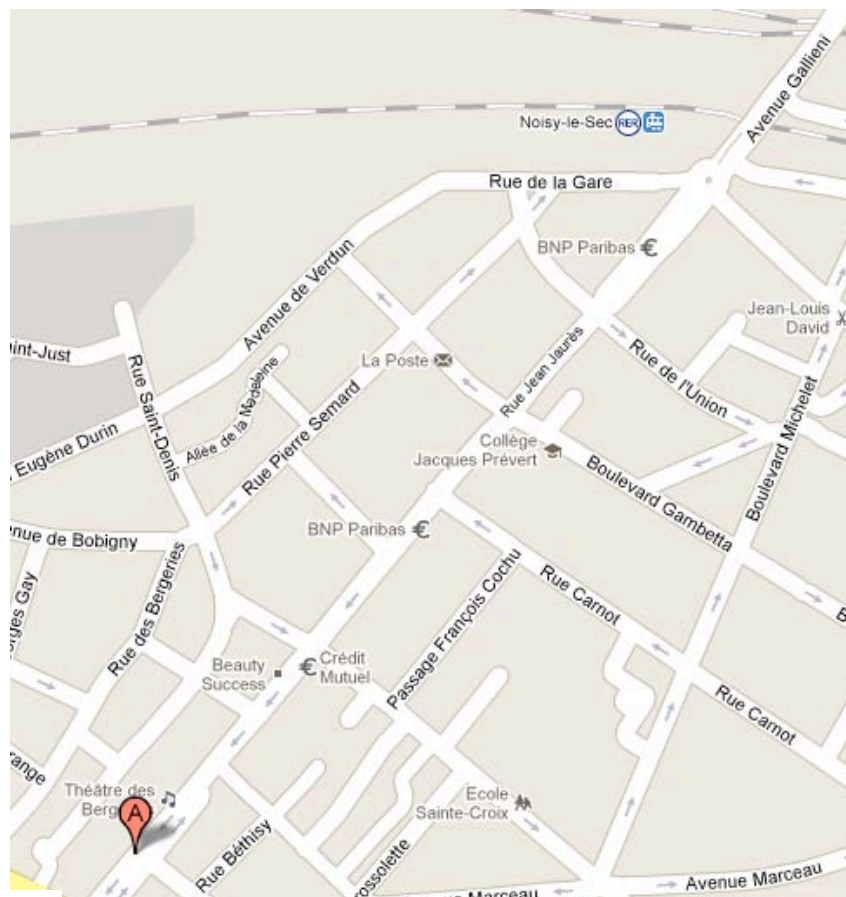 Avenue Gallieni
Noisy-le-Sec RER
Rue de la Gare
BNP Paribas €
Avenue de Verdun
Jean-Louis
David
int-Just
La Poste
Rue Jean Jaurès
Rue de l'Union
Rue Saint-Denis
Allée de la Madeleine
Rue Pierre Semard
Eugène Durin
Collège
Jacques Prévert
Boulevard Michelet
Boulevard Gambetta
BNP Paribas €
enue de Bobigny
Rue des Bergeries
Passage François Cochu
Rue Carnot
B
rges Gay
Beauty
Success
€ Crédit
Mutuel
Rue Carnot
range
Théâtre des
Berg
A
Ecole
Sainte-Croix
Rue Béthisy
ossolette
Avenue Marceau
Marceau